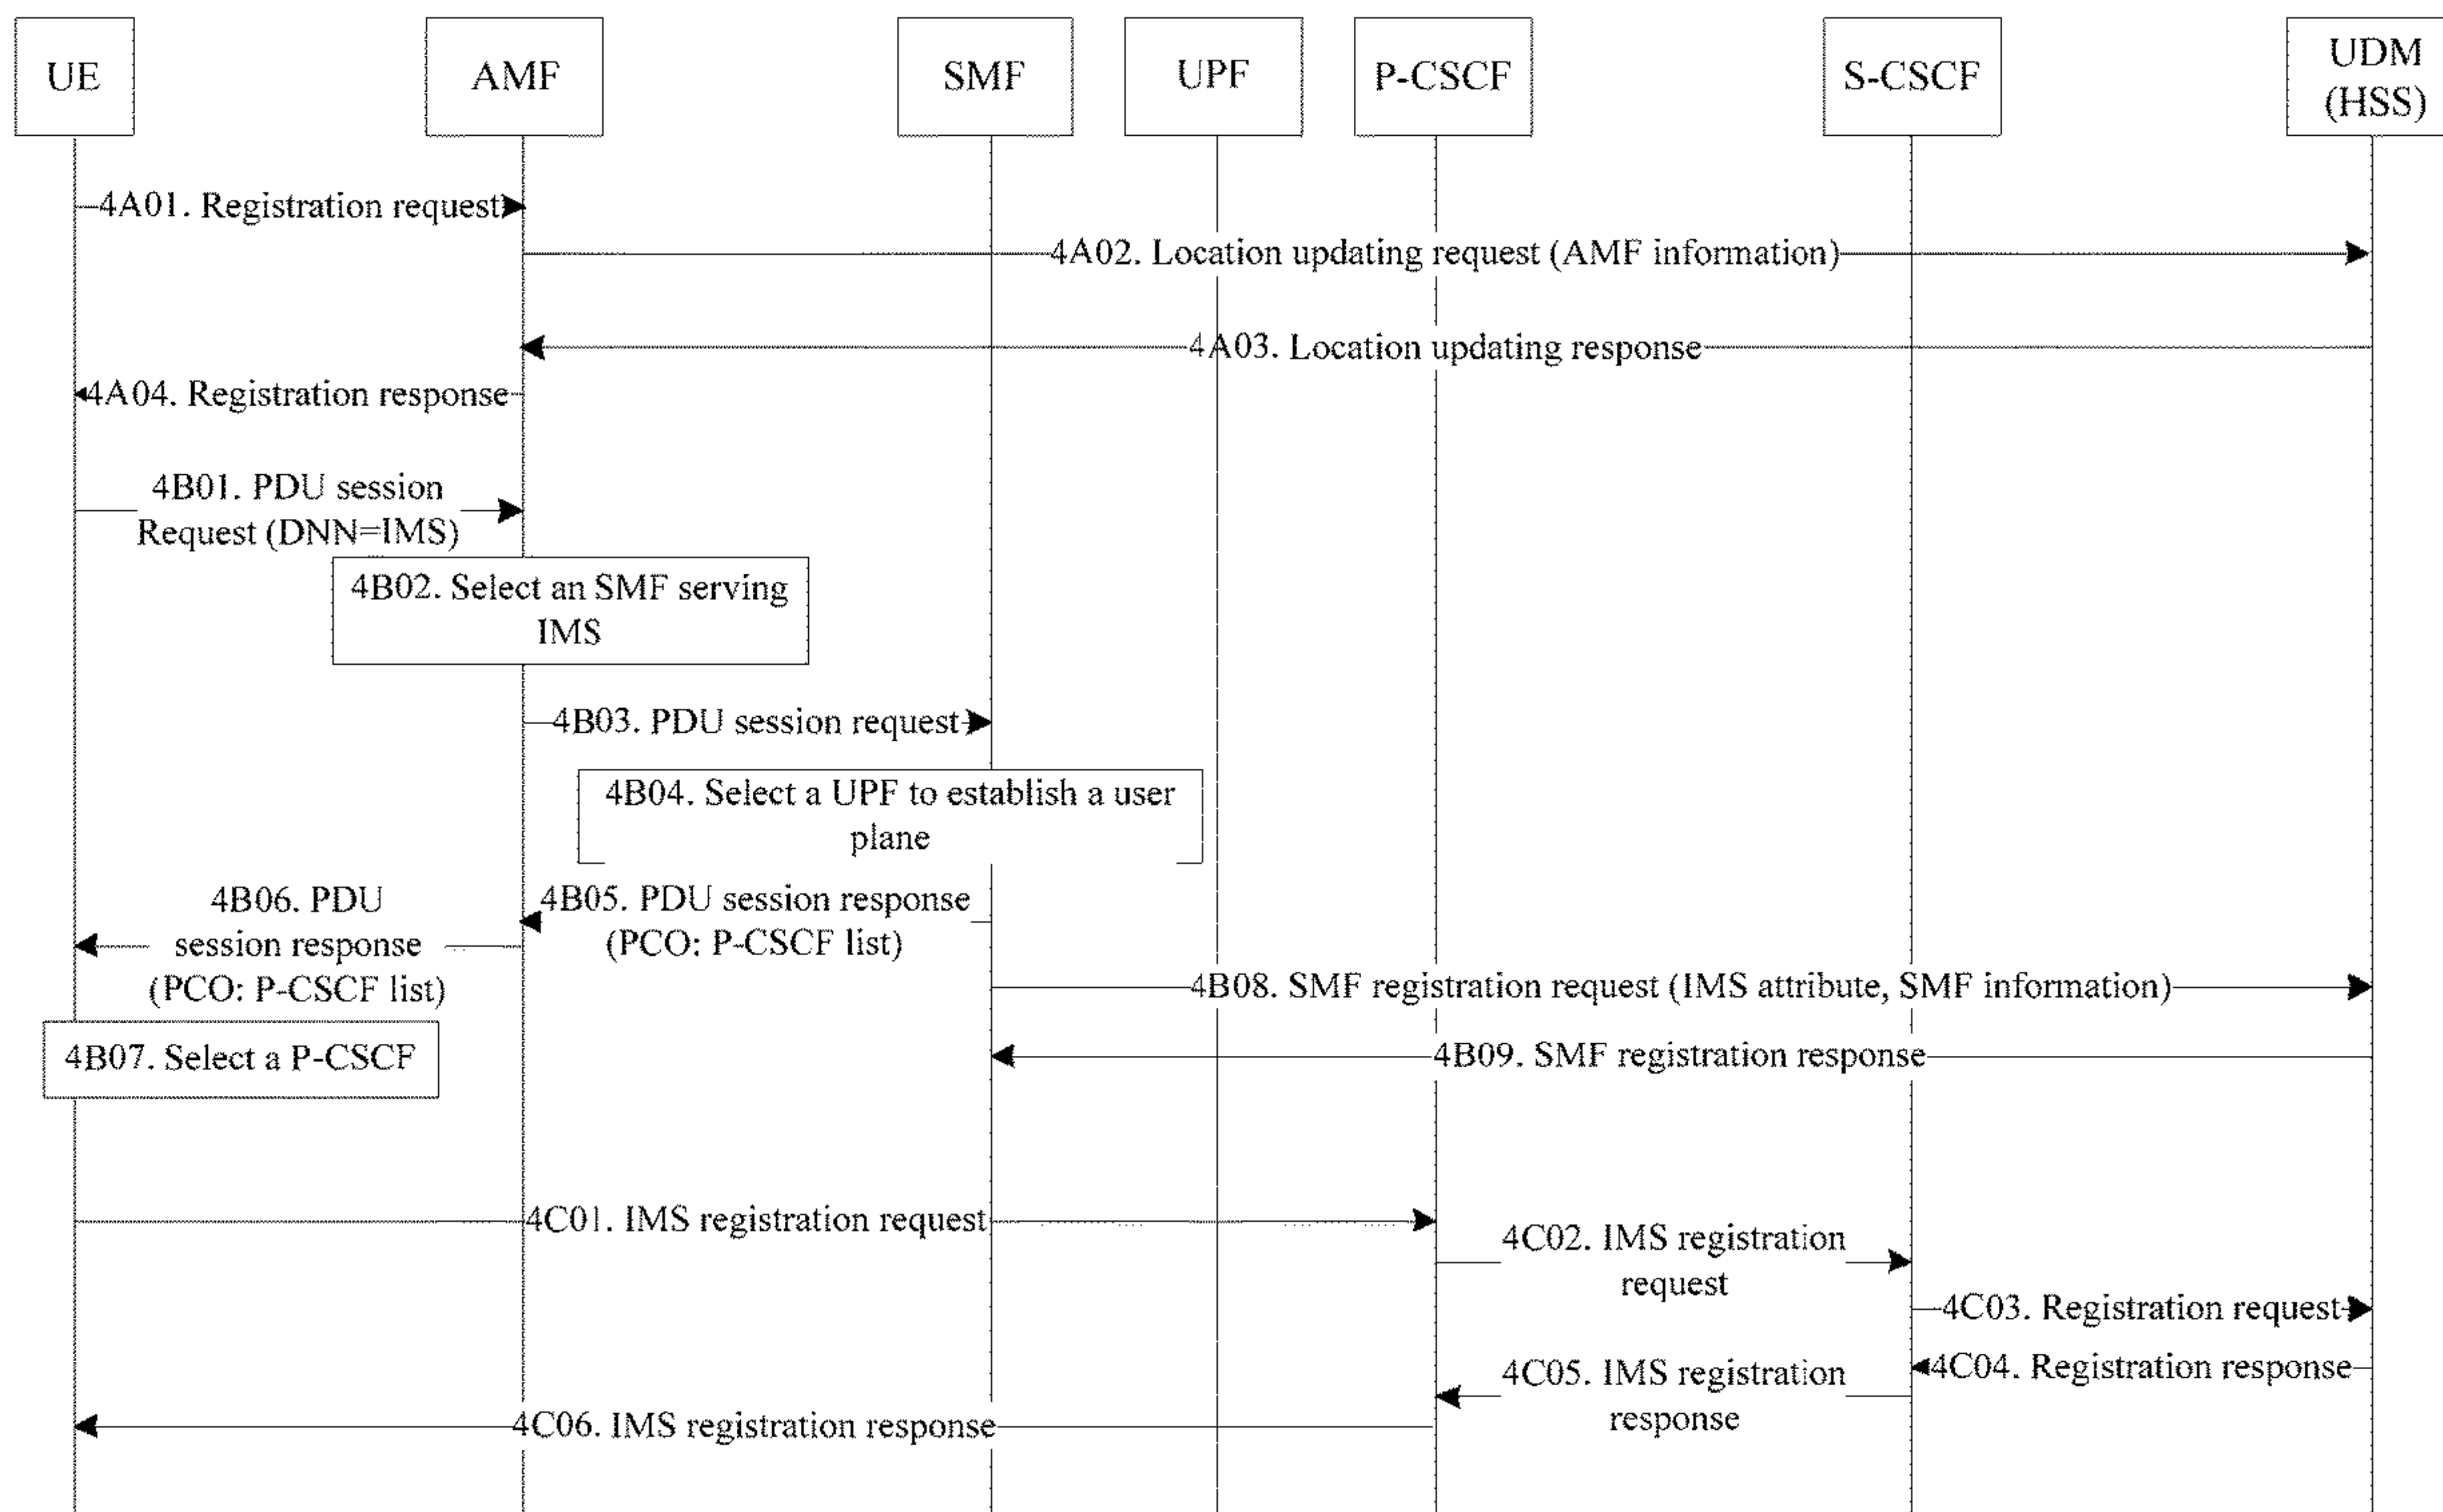 UE
AMF
SMF
UPF
P-CSCF
S-CSCF
UDM
(HSS)
4A01. Registration request
4A02. Location updating request (AMF information)
4A03. Location updating response
4A04. Registration response
4B01. PDU session
Request (DNN=IMS)
4B02. Select an SMF serving
IMS
4B03. PDU session request
4B04. Select a UPF to establish a user
plane
4B05. PDU session response
(PCO: P-CSCF list)
4B06. PDU
session response
(PCO: P-CSCF list)
4B08. SMF registration request (IMS attribute, SMF information)
4B07. Select a P-CSCF
4B09. SMF registration response
4C01. IMS registration request
4C02. IMS registration
request
4C03. Registration request
4C04. Registration response
4C05. IMS registration
response
4C06. IMS registration response